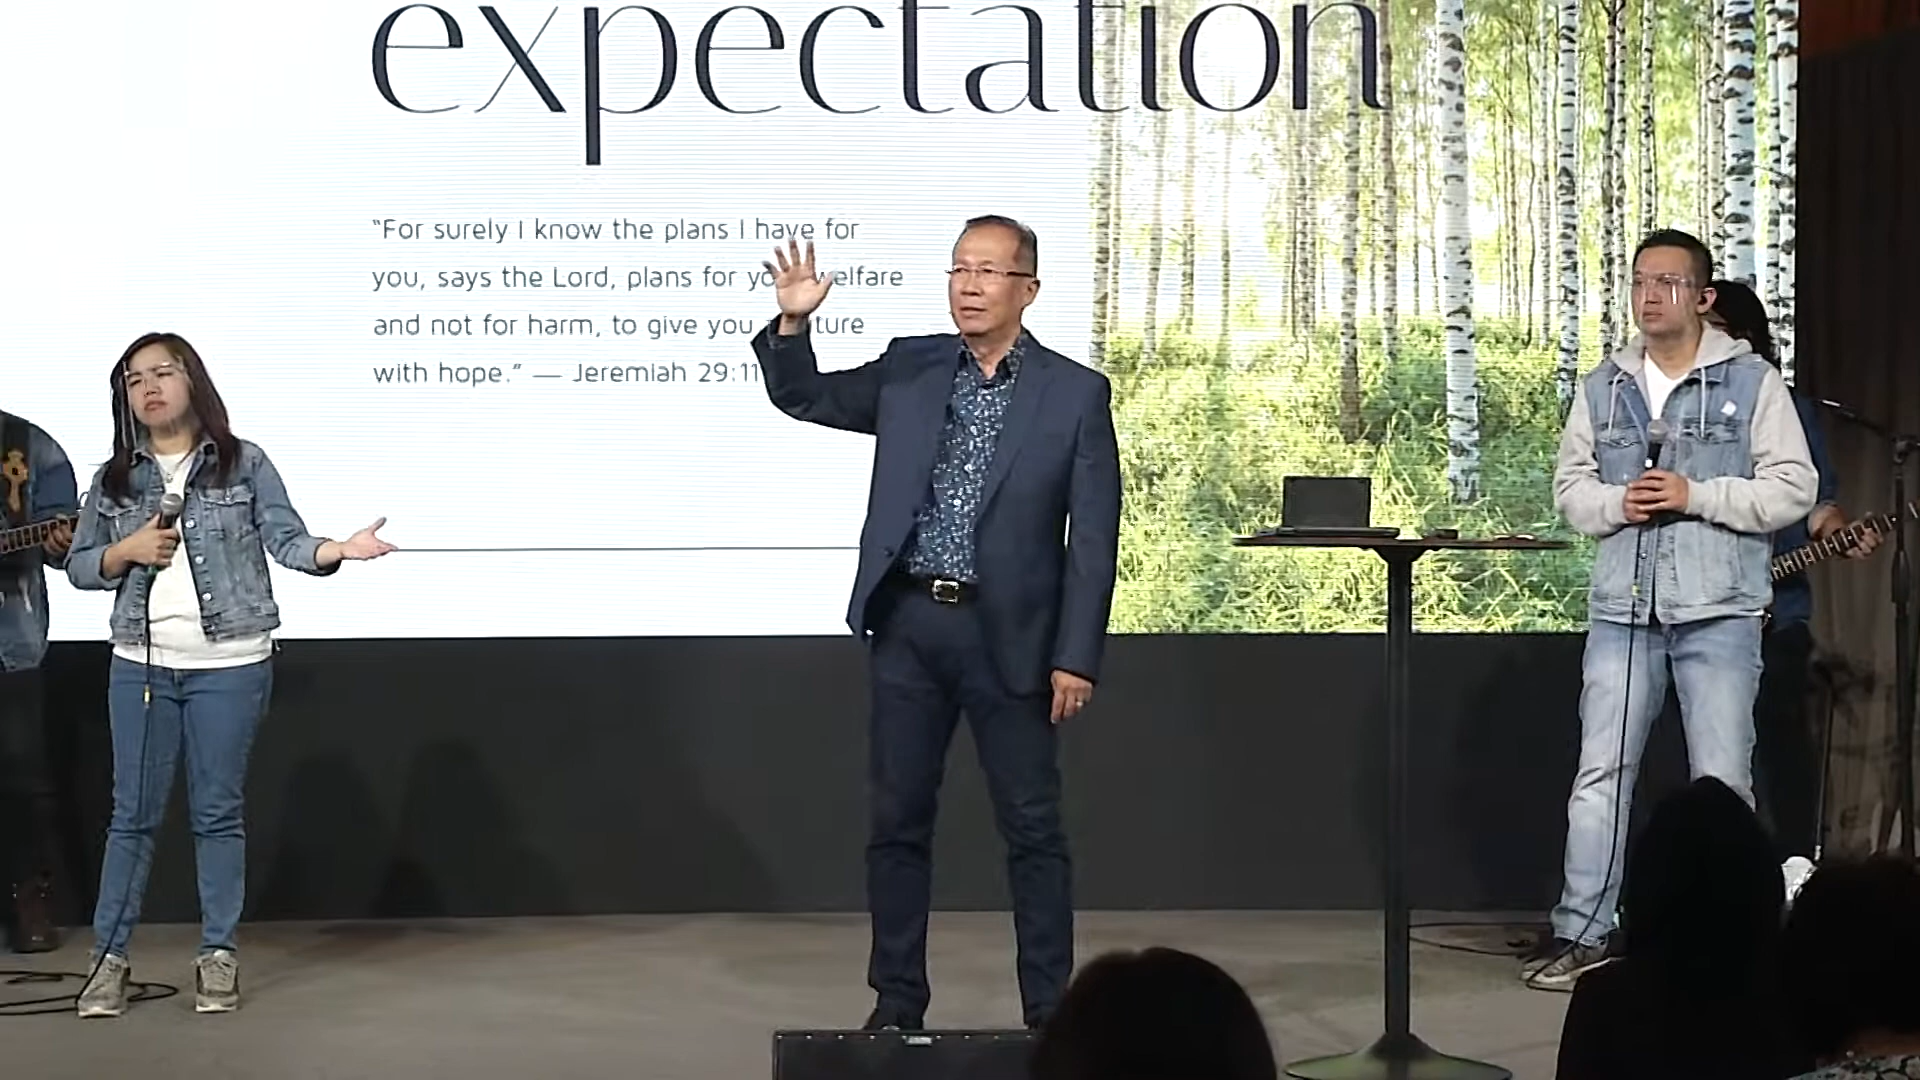 expectation
“For surely I know the plans I have for
you, says the Lord, plans for welfare
and not for harm, to give you
with hope.” — Jeremiah 29:11